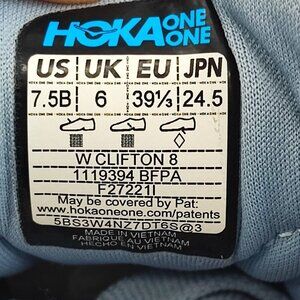 HOKA ONE ONE
US UK EU JPN
7.5B 6 39⅓ 24.5
W CLIFTON 8
1119394 BFPA
F27221I
May be covered by Pat:
www.hokaoneone.com/patents
5BS3W4NZ7DT6S@3
MADE IN VIETNAM
FABRIQUÉ AU VIETNAM
HECHO EN VIETNAM